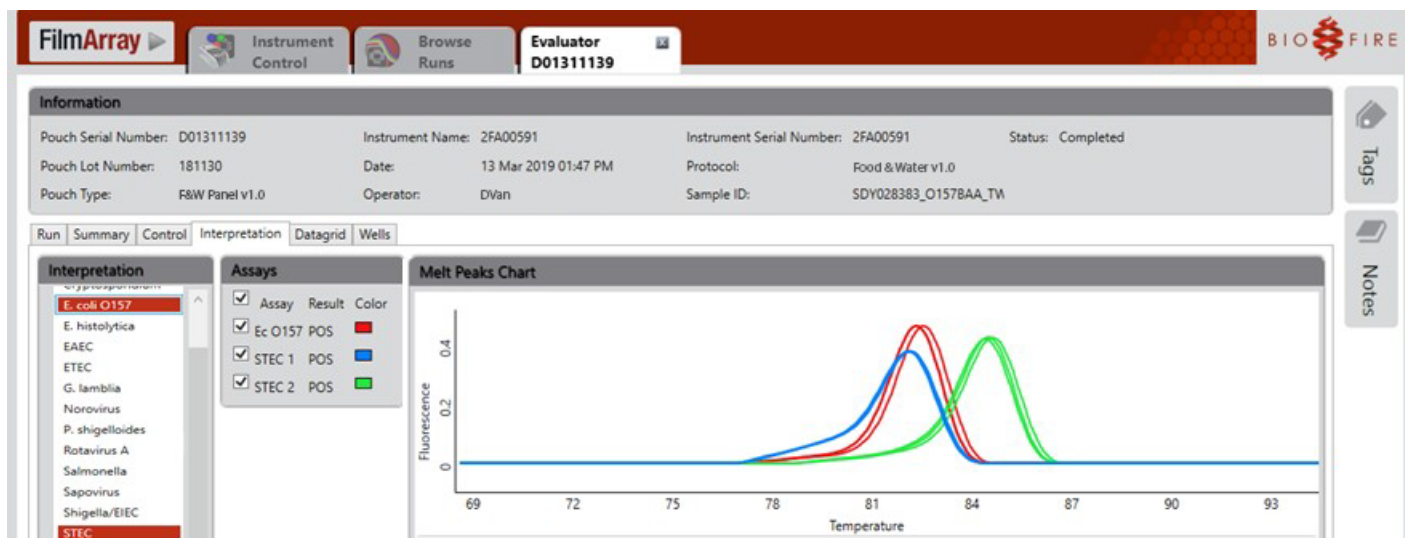 FilmArray
Instrument Control
Browse Runs
Evaluator D01311139
BIO FIRE
Information
Pouch Serial Number: D01311139 Instrument Name: 2FA00591 Instrument Serial Number: 2FA00591 Status: Completed
Pouch Lot Number: 181130 Date: 13 Mar 2019 01:47 PM Protocol: Food & Water v1.0
Pouch Type: F&W Panel v1.0 Operator: DVan Sample ID: SDY028383_O157BAA_TW
Tags
Notes
Run Summary Control Interpretation Datagrid Wells
Interpretation
Cryptosporidium
E. coli O157
E. histolytica
EAEC
ETEC
G. lamblia
Norovirus
P. shigelloides
Rotavirus A
Salmonella
Sapovirus
Shigella/EIEC
STEC
Assays
Assay Result Color
Ec O157 POS
STEC 1 POS
STEC 2 POS
Melt Peaks Chart
Fluorescence
0.4
0.2
0
69 72 75 78 81 84 87 90 93
Temperature